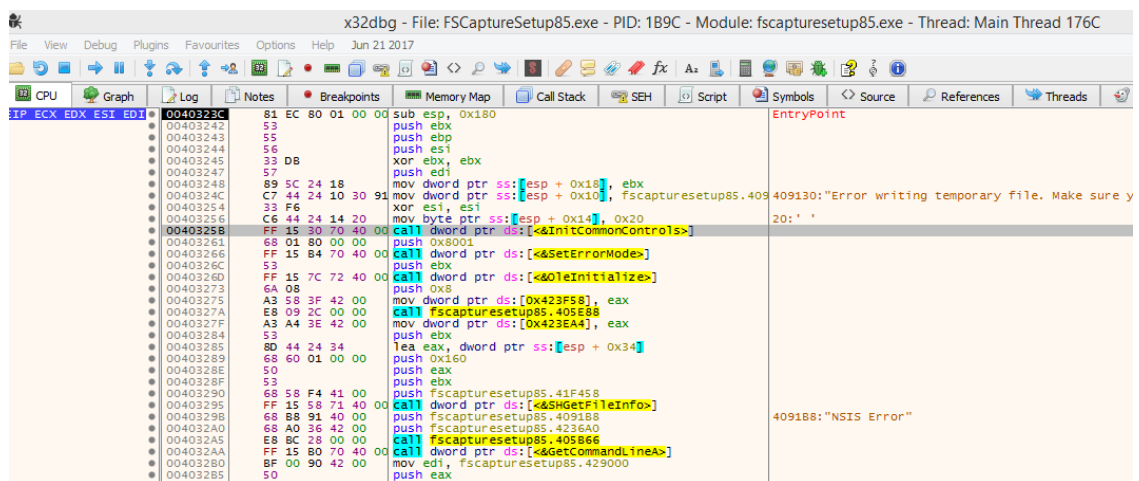 x32dbg - File: FSCaptureSetup85.exe - PID: 1B9C - Module: fscapturesetup85.exe - Thread: Main Thread 176C
File View Debug Plugins Favourites Options Help Jun 21 2017
CPU Graph Log Notes Breakpoints Memory Map Call Stack SEH Script Symbols Source References Threads
EIP ECX EDX ESI EDI 0040323C 81 EC 80 01 00 00 sub esp, 0x180 EntryPoint
00403242 53 push ebx
00403243 55 push ebp
00403244 56 push esi
00403245 33 DB xor ebx, ebx
00403247 57 push edi
00403248 89 5C 24 18 mov dword ptr ss:[esp + 0x18], ebx
0040324C C7 44 24 10 30 91 mov dword ptr ss:[esp + 0x10], fscapturesetup85.409 409130:"Error writing temporary file. Make sure y
00403254 33 F6 xor esi, esi
00403256 C6 44 24 14 20 mov byte ptr ss:[esp + 0x14], 0x20 20:' '
0040325B FF 15 30 70 40 00 call dword ptr ds:[<&InitCommonControls>]
00403261 68 01 80 00 00 push 0x8001
00403266 FF 15 B4 70 40 00 call dword ptr ds:[<&SetErrorMode>]
0040326C 53 push ebx
0040326D FF 15 7C 72 40 00 call dword ptr ds:[<&OleInitialize>]
00403273 6A 08 push 0x8
00403275 A3 58 3F 42 00 mov dword ptr ds:[0x423F58], eax
0040327A E8 09 2C 00 00 call fscapturesetup85.405E88
0040327F A3 A4 3E 42 00 mov dword ptr ds:[0x423EA4], eax
00403284 53 push ebx
00403285 8D 44 24 34 lea eax, dword ptr ss:[esp + 0x34]
00403289 68 60 01 00 00 push 0x160
0040328E 50 push eax
0040328F 53 push ebx
00403290 68 58 F4 41 00 push fscapturesetup85.41F458
00403295 FF 15 58 71 40 00 call dword ptr ds:[<&SHGetFileInfo>]
0040329B 68 B8 91 40 00 push fscapturesetup85.4091B8 4091B8:"NSIS Error"
004032A0 68 A0 36 42 00 push fscapturesetup85.4236A0
004032A5 E8 BC 28 00 00 call fscapturesetup85.405B66
004032AA FF 15 B0 70 40 00 call dword ptr ds:[<&GetCommandLineA>]
004032B0 BF 00 90 42 00 mov edi, fscapturesetup85.429000
004032B5 50 push eax